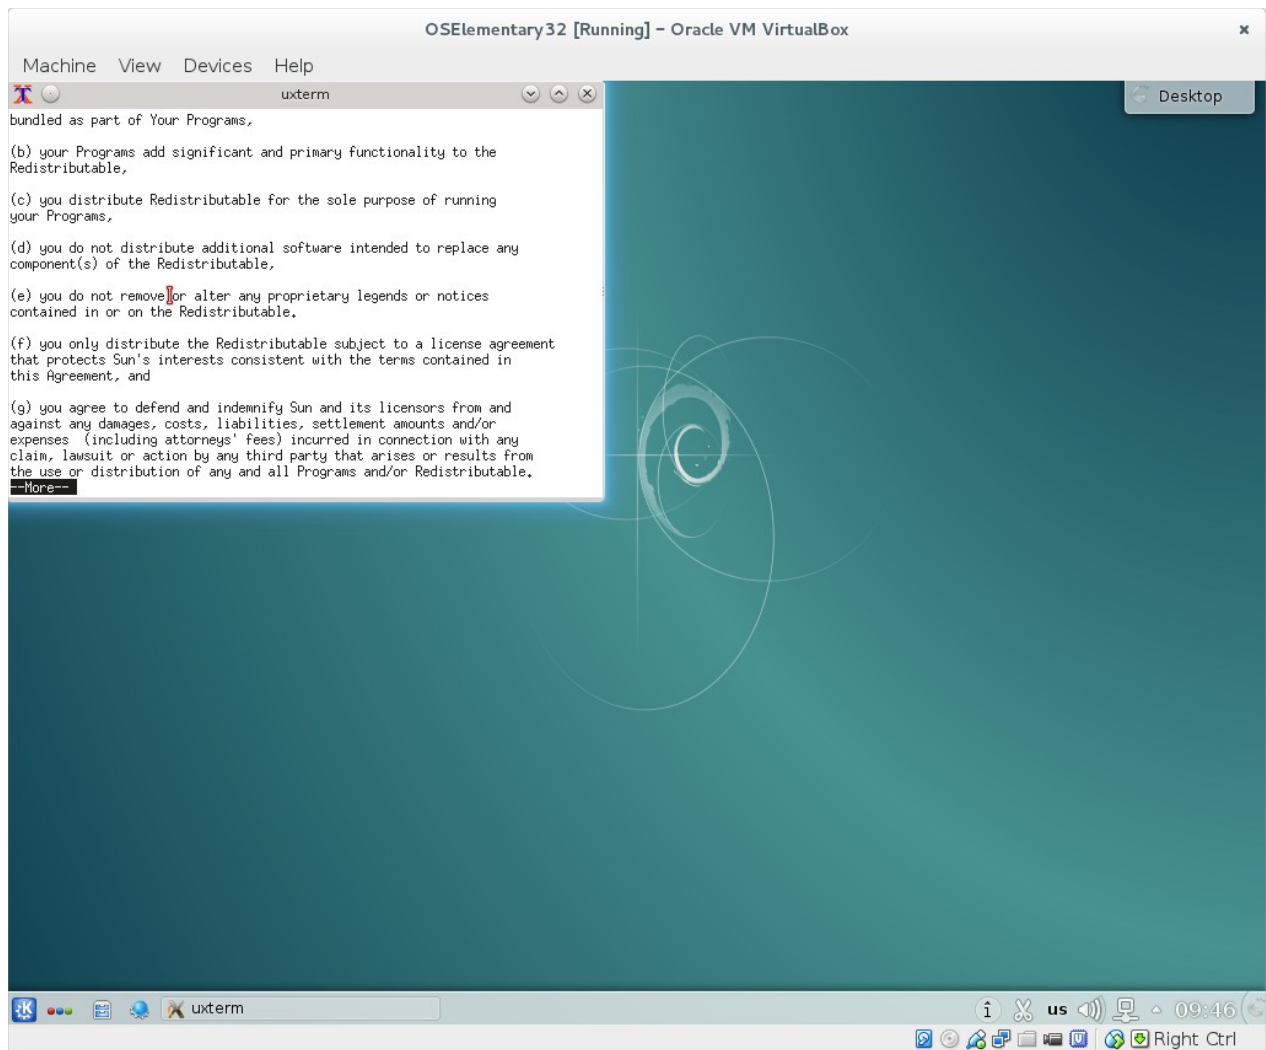 OSElementary32 [Running] – Oracle VM VirtualBox
Machine View Devices Help
uxterm
Desktop
bundled as part of Your Programs,
(b) your Programs add significant and primary functionality to the
Redistributable,
(c) you distribute Redistributable for the sole purpose of running
your Programs,
(d) you do not distribute additional software intended to replace any
component(s) of the Redistributable,
(e) you do not remove or alter any proprietary legends or notices
contained in or on the Redistributable.
(f) you only distribute the Redistributable subject to a license agreement
that protects Sun's interests consistent with the terms contained in
this Agreement, and
(g) you agree to defend and indemnify Sun and its licensors from and
against any damages, costs, liabilities, settlement amounts and/or
expenses  (including attorneys' fees) incurred in connection with any
claim, lawsuit or action by any third party that arises or results from
the use or distribution of any and all Programs and/or Redistributable.
--More--
uxterm
us
09:46
Right Ctrl